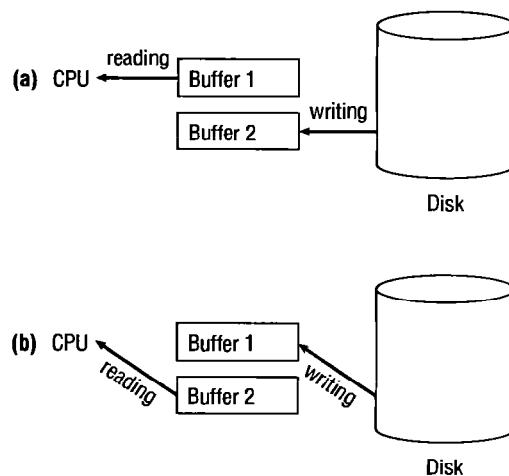 reading
(a) CPU Buffer 1
writing
Buffer 2
Disk
(b) CPU Buffer 1
reading writing
Buffer 2
Disk